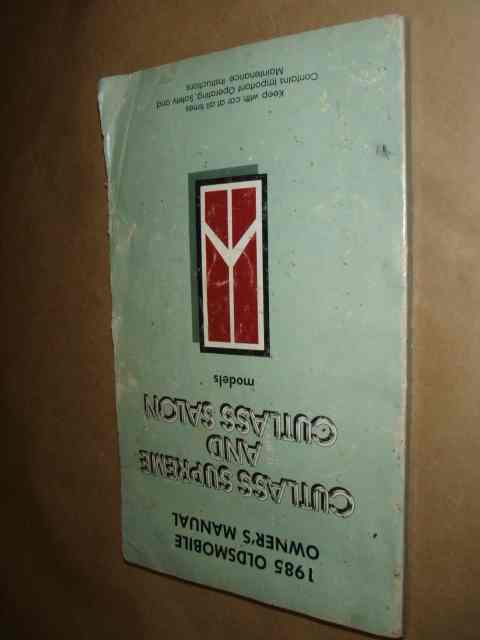 1985 OLDSMOBILE
OWNER'S MANUAL
CUTLASS SUPREME
AND
CUTLASS SALON
models
Keep with car at all times
Contains Important Operating, Safety and
Maintenance Instructions